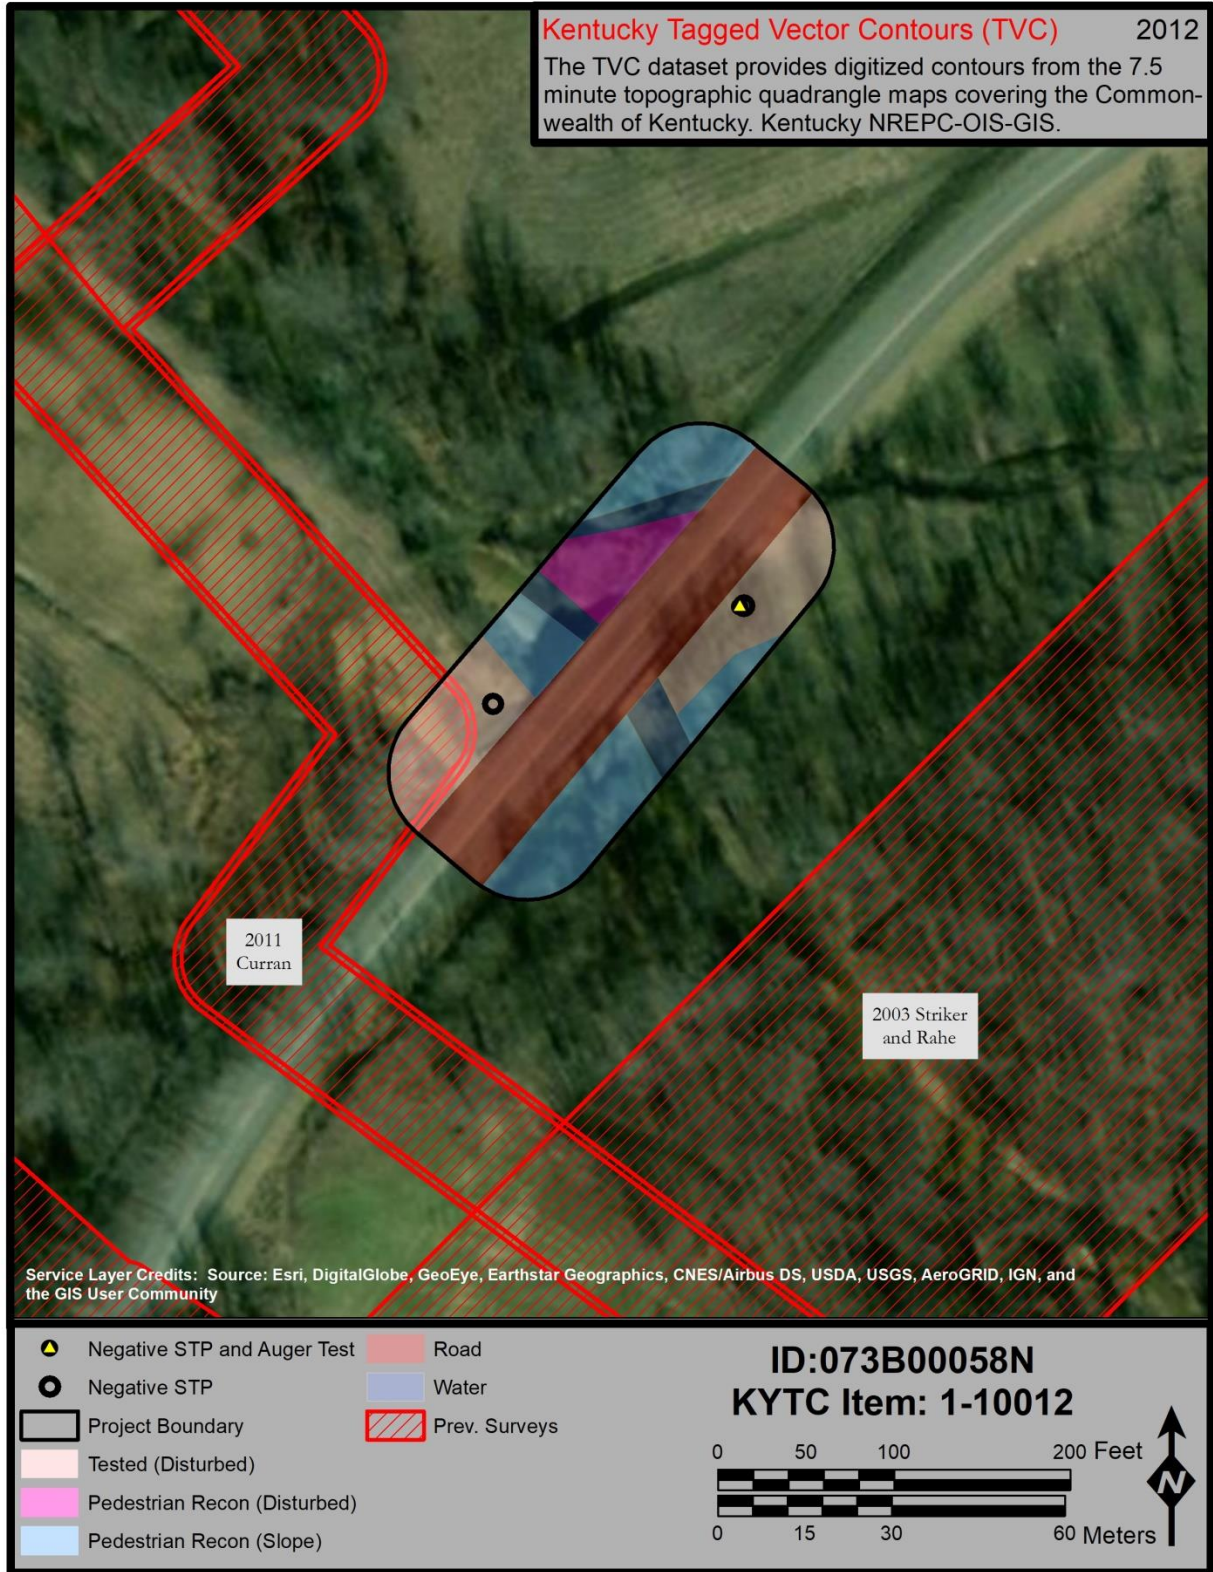 Kentucky Tagged Vector Contours (TVC) 2012
The TVC dataset provides digitized contours from the 7.5
minute topographic quadrangle maps covering the Common-
wealth of Kentucky. Kentucky NREPC-OIS-GIS.
2011
Curran
2003 Striker
and Rahe
Service Layer Credits: Source: Esri, DigitalGlobe, GeoEye, Earthstar Geographics, CNES/Airbus DS, USDA, USGS, AeroGRID, IGN, and
the GIS User Community
Negative STP and Auger Test
Negative STP
Project Boundary
Tested (Disturbed)
Pedestrian Recon (Disturbed)
Pedestrian Recon (Slope)
Road
Water
Prev. Surveys
ID:073B00058N
KYTC Item: 1-10012
0 50 100 200 Feet
0 15 30 60 Meters
N